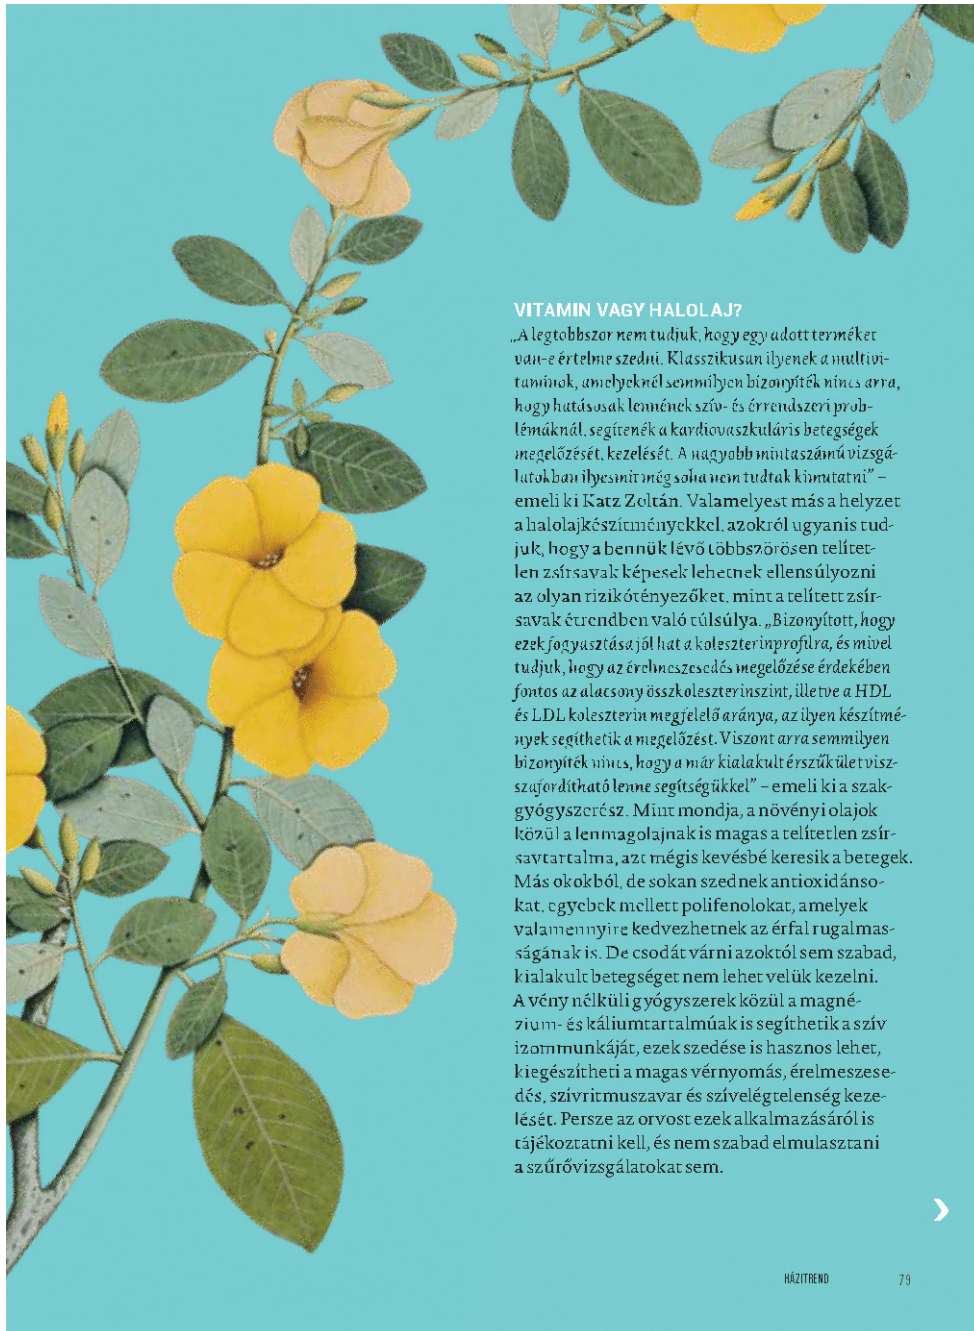 VITAMIN VAGY HALOLAJ?
„A legtöbbször nem tudjuk, hogy egy adott terméket
van-e értelme szedni. Klasszikusan ilyenek a multivi-
taminok, amelyeknél semmilyen bizonyíték nincs arra,
hogy hatásosak lennének szív- és érrendszeri prob-
lémáknál, segítenék a kardiovaszkuláris betegségek
megelőzését, kezelését. A nagyobb mintaszámú vizsgá-
latokban ilyesmit még soha nem tudtak kimutatni” –
emeli ki Katz Zoltán. Valamelyest más a helyzet
a halolajkészítményekkel, azokról ugyanis tud-
juk, hogy a bennük lévő többszörösen telítet-
len zsírsavak képesek lehetnek ellensúlyozni
az olyan rizikótényezőket, mint a telített zsír-
savak étrendben való túlsúlya. „Bizonyított, hogy
ezek fogyasztása jól hat a koleszterinprofilra, és mivel
tudjuk, hogy az érelmeszesedés megelőzése érdekében
fontos az alacsony összkoleszterinszint, illetve a HDL
és LDL koleszterin megfelelő aránya, az ilyen készítmé-
nyek segíthetik a megelőzést. Viszont arra semmilyen
bizonyíték nincs, hogy a már kialakult érszűkület visz-
szafordítható lenne segítségükkel” – emeli ki a szak-
gyógyszerész. Mint mondja, a növényi olajok
közül a lenmagolajnak is magas a telítetlen zsír-
savtartalma, azt mégis kevésbé keresik a betegek.
Más okokból, de sokan szednek antioxidánso-
kat, egyebek mellett polifenolokat, amelyek
valamennyire kedvezhetnek az érfal rugalmas-
ságának is. De csodát várni azoktól sem szabad,
kialakult betegséget nem lehet velük kezelni.
A vény nélküli gyógyszerek közül a magné-
zium- és káliumtartalmúak is segíthetik a szív
izommunkáját, ezek szedése is hasznos lehet,
kiegészítheti a magas vérnyomás, érelmeszese-
dés, szívritmuszavar és szívelégtelenség keze-
lését. Persze az orvost ezek alkalmazásáról is
tájékoztatni kell, és nem szabad elmulasztani
a szűrővizsgálatokat sem.
HÁZITREND 79